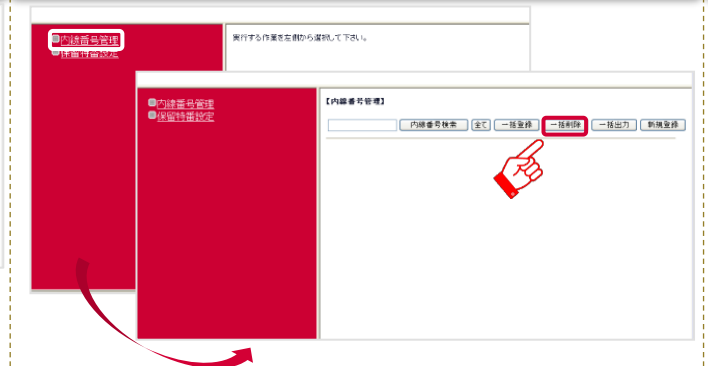 内線番号管理
保留特番設定
実行する作業を左側から選択して下さい。
内線番号管理
保留特番設定
【内線番号管理】
内線番号検索 全て 一括登録 一括削除 一括出力 新規登録